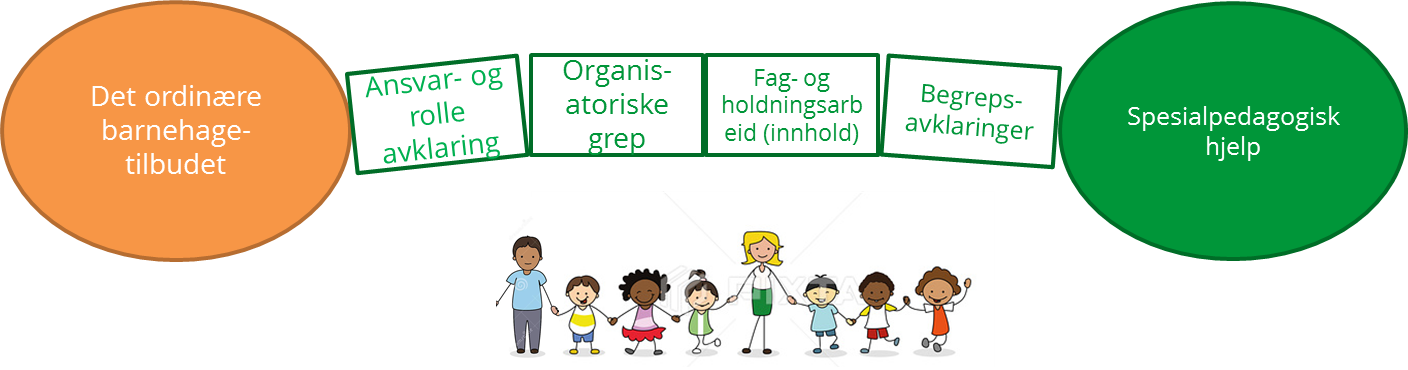 Det ordinære
barnehage-
tilbudet
Ansvar- og
rolle
avklaring
Organis-
atoriske
grep
Fag- og
holdningsarb
eid (innhold)
Begreps-
avklaringer
Spesialpedagogisk
hjelp